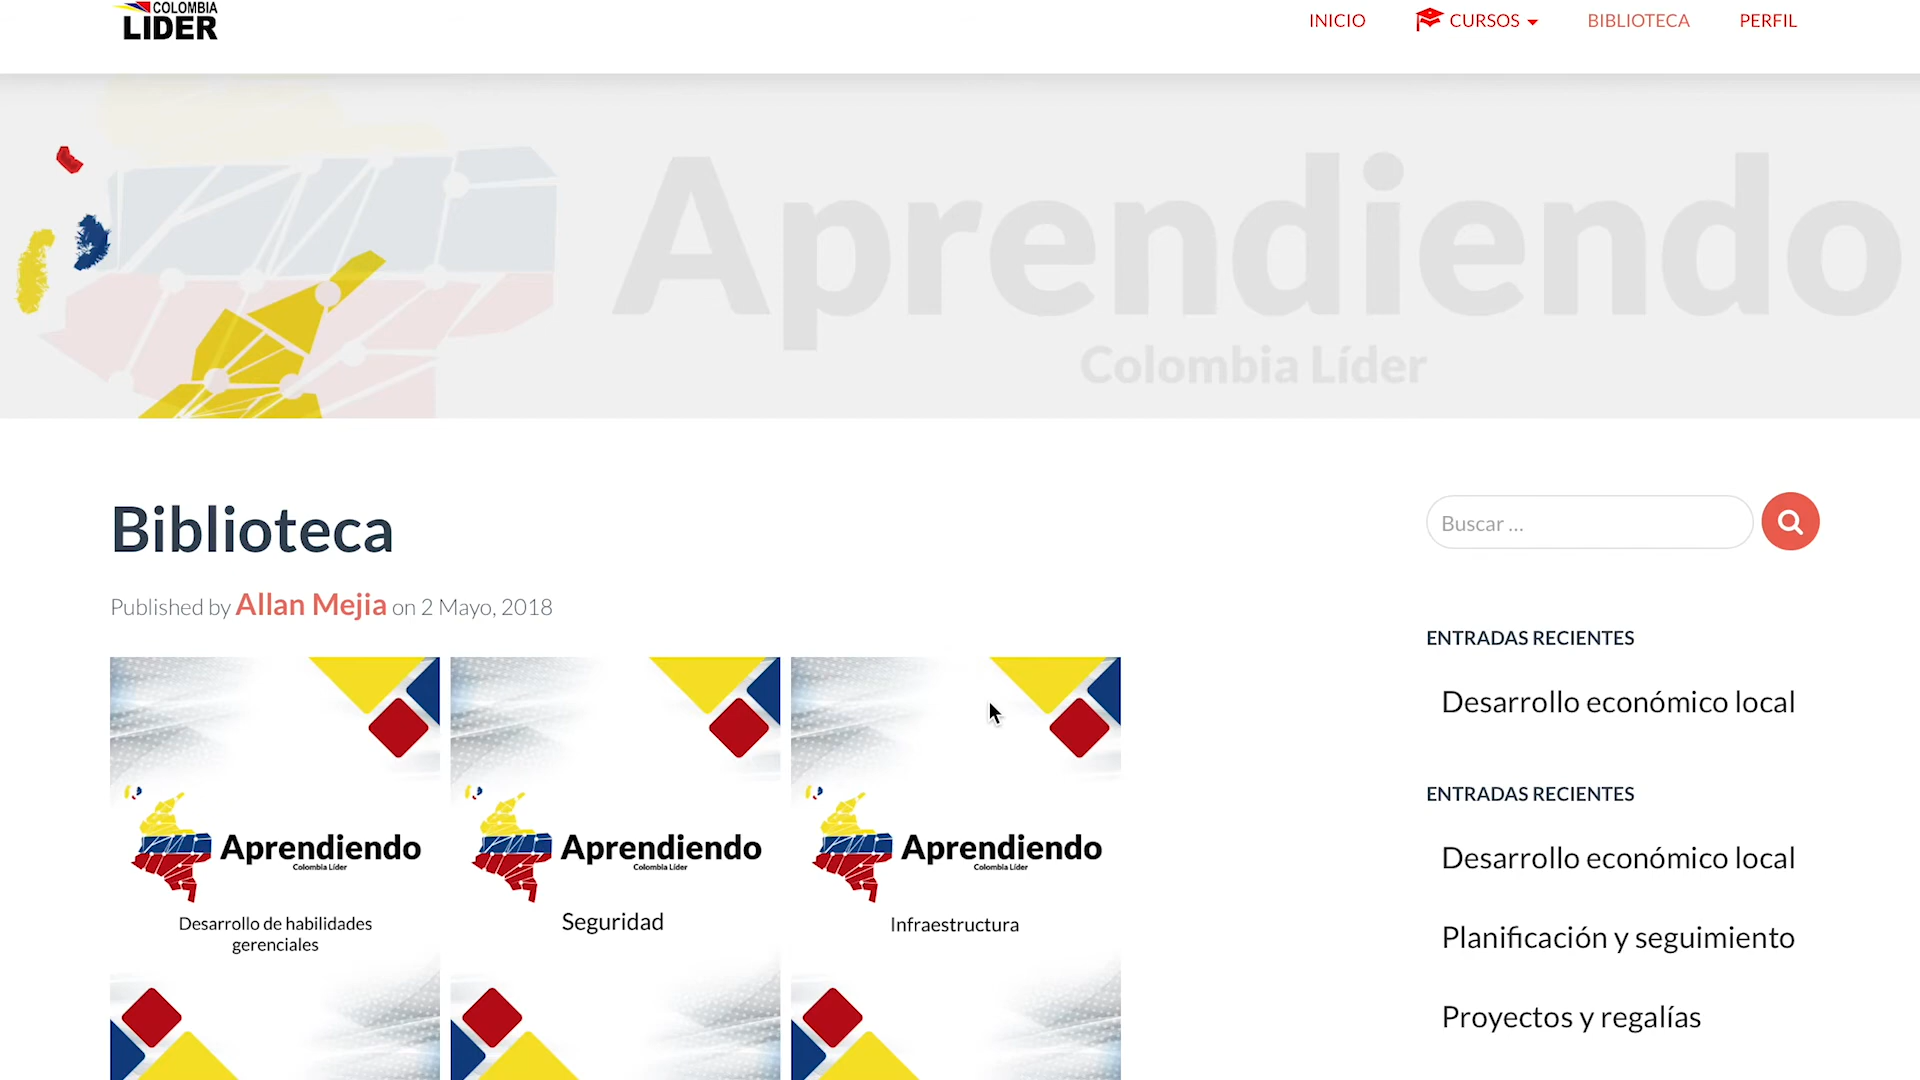 COLOMBIA
LIDER
INICIO
CURSOS
BIBLIOTECA
PERFIL
Aprendiendo
Colombia Líder
Biblioteca
Published by Allan Mejia on 2 Mayo, 2018
Buscar ...
ENTRADAS RECIENTES
Desarrollo económico local
ENTRADAS RECIENTES
Desarrollo económico local
Planificación y seguimiento
Proyectos y regalías
Aprendiendo
Colombia Líder
Desarrollo de habilidades
gerenciales
Aprendiendo
Colombia Líder
Seguridad
Aprendiendo
Colombia Líder
Infraestructura